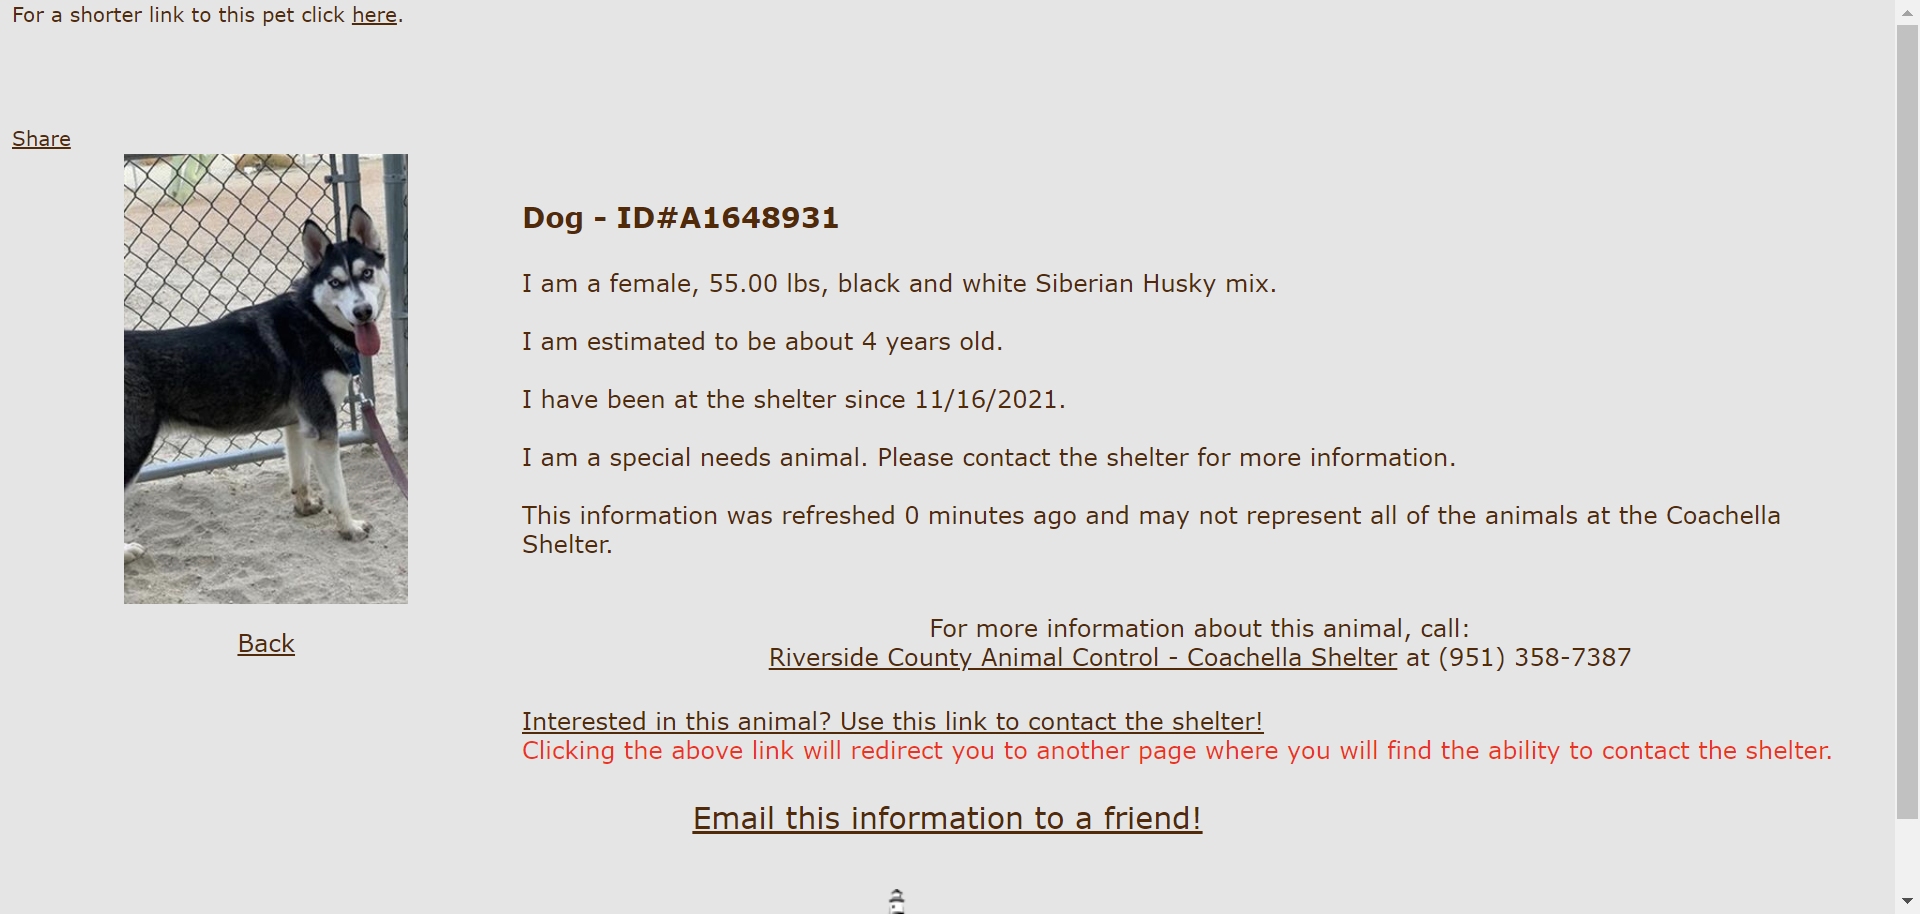 For a shorter link to this pet click here.
Share
Dog - ID#A1648931
I am a female, 55.00 lbs, black and white Siberian Husky mix.
I am estimated to be about 4 years old.
I have been at the shelter since 11/16/2021.
I am a special needs animal. Please contact the shelter for more information.
This information was refreshed 0 minutes ago and may not represent all of the animals at the Coachella
Shelter.
Back
For more information about this animal, call:
Riverside County Animal Control - Coachella Shelter at (951) 358-7387
Interested in this animal? Use this link to contact the shelter!
Clicking the above link will redirect you to another page where you will find the ability to contact the shelter.
Email this information to a friend!